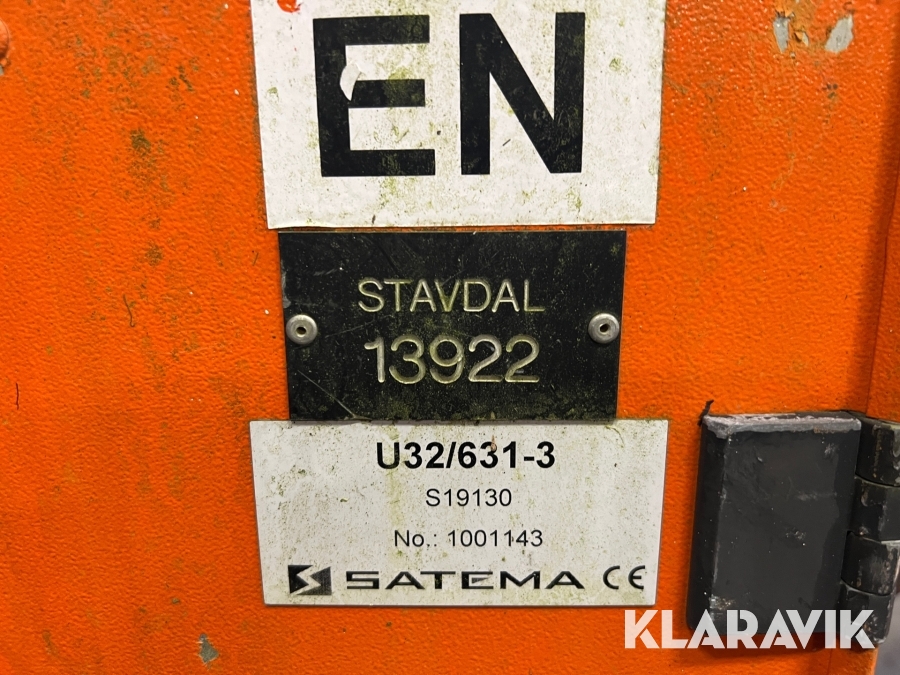 EN
STAVDAL
13922
U32/631-3
S19130
No.: 1001143
SATEMA CE
KLARAVIK